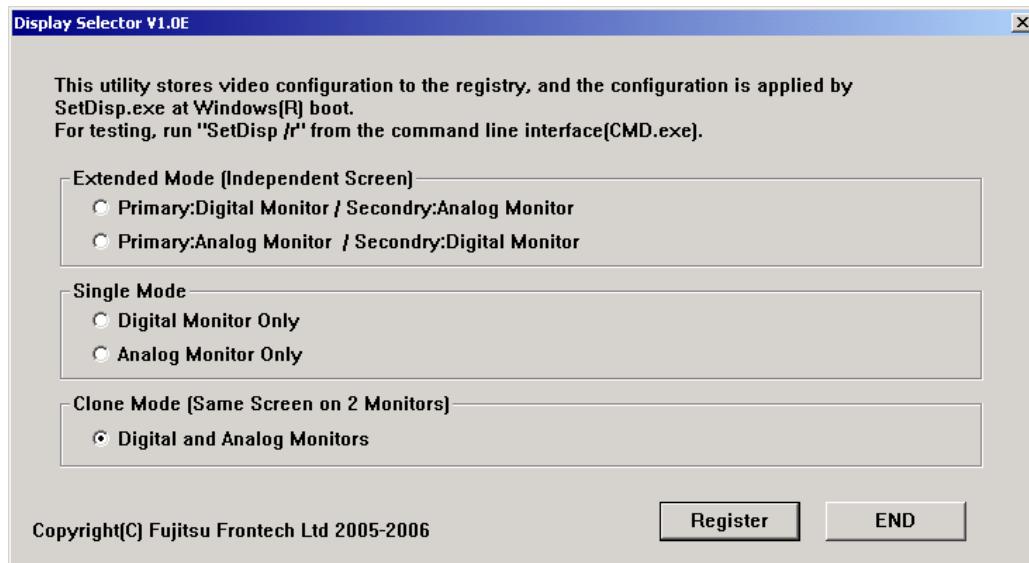 Display Selector V1.0E
This utility stores video configuration to the registry, and the configuration is applied by
SetDisp.exe at Windows(R) boot.
For testing, run "SetDisp /r" from the command line interface(CMD.exe).
Extended Mode (Independent Screen)
Primary:Digital Monitor / Secondry:Analog Monitor
Primary:Analog Monitor / Secondry:Digital Monitor
Single Mode
Digital Monitor Only
Analog Monitor Only
Clone Mode (Same Screen on 2 Monitors)
Digital and Analog Monitors
Copyright(C) Fujitsu Frontech Ltd 2005-2006
Register
END